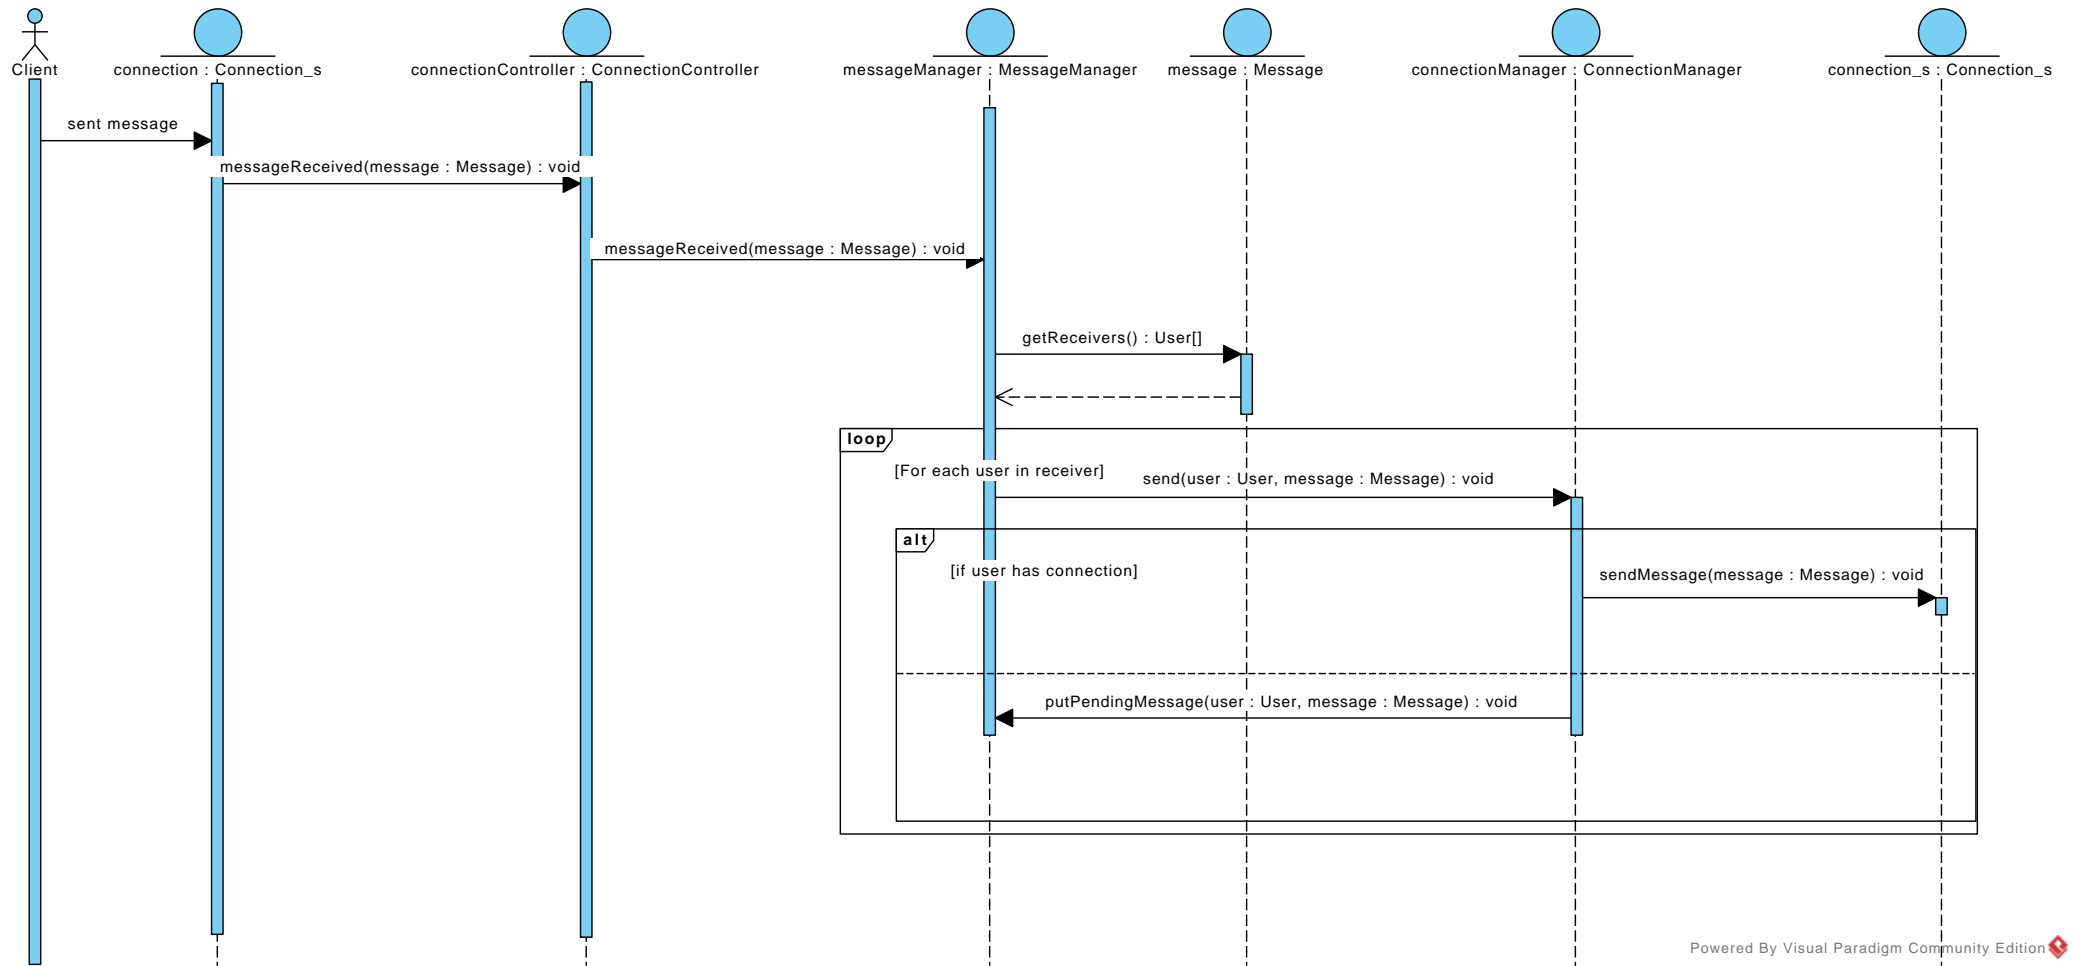 Client
connection : Connection_s
connectionController : ConnectionController
messageManager : MessageManager
message : Message
connectionManager : ConnectionManager
connection_s : Connection_s
sent message
messageReceived(message : Message) : void
messageReceived(message : Message) : void
getReceivers() : User[]
loop
[For each user in receiver]
send(user : User, message : Message) : void
alt
[if user has connection]
sendMessage(message : Message) : void
putPendingMessage(user : User, message : Message) : void
Powered By Visual Paradigm Community Edition